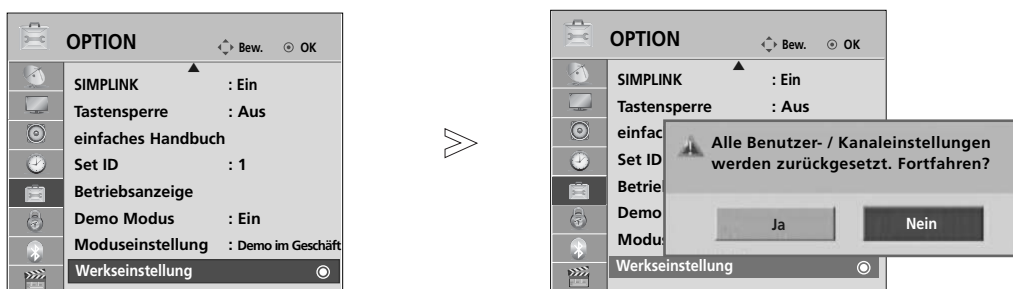 OPTION Bew. OK
SIMPLINK : Ein
Tastensperre : Aus
einfaches Handbuch
Set ID : 1
Betriebsanzeige
Demo Modus : Ein
Moduseinstellung : Demo im Geschäft
Werkseinstellung
OPTION Bew. OK
SIMPLINK : Ein
Tastensperre : Aus
einfac
Set ID
Betrie
Demo
Modus
Werkseinstellung
Alle Benutzer- / Kanaleinstellungen
werden zurückgesetzt. Fortfahren?
Ja Nein